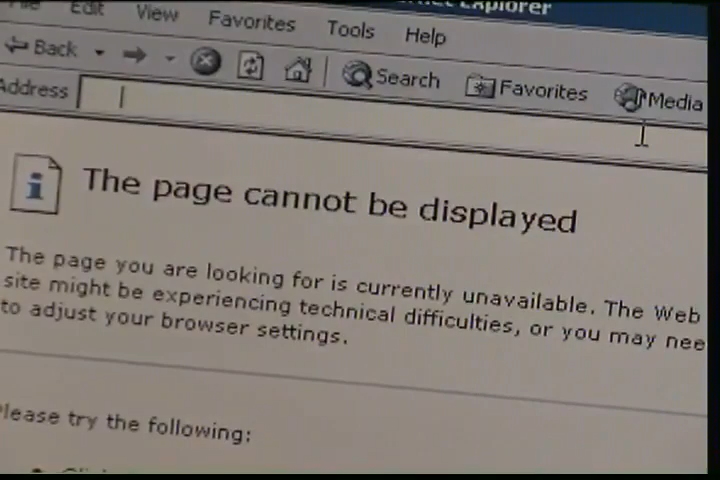 Edit View Favorites Tools Help
Back Search Favorites Media
Address
The page cannot be displayed
The page you are looking for is currently unavailable. The Web
site might be experiencing technical difficulties, or you may nee
to adjust your browser settings.
Please try the following: